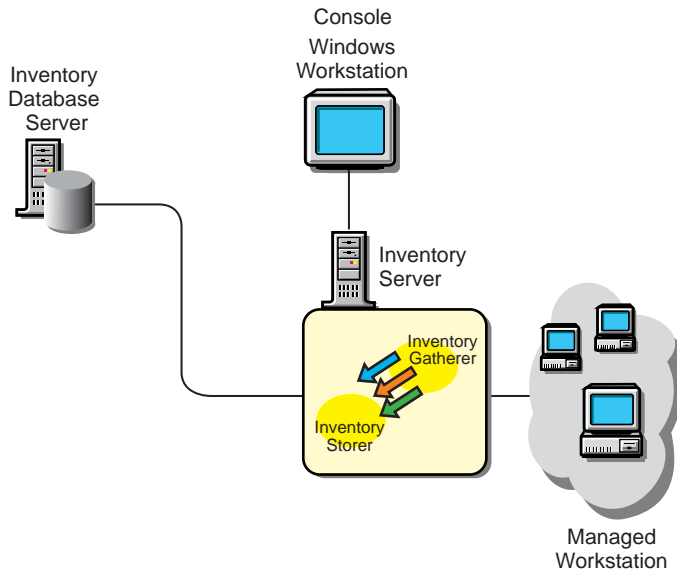 Console
Windows
Workstation
Inventory
Database
Server
Inventory
Server
Inventory
Gatherer
Inventory
Storer
Managed
Workstation